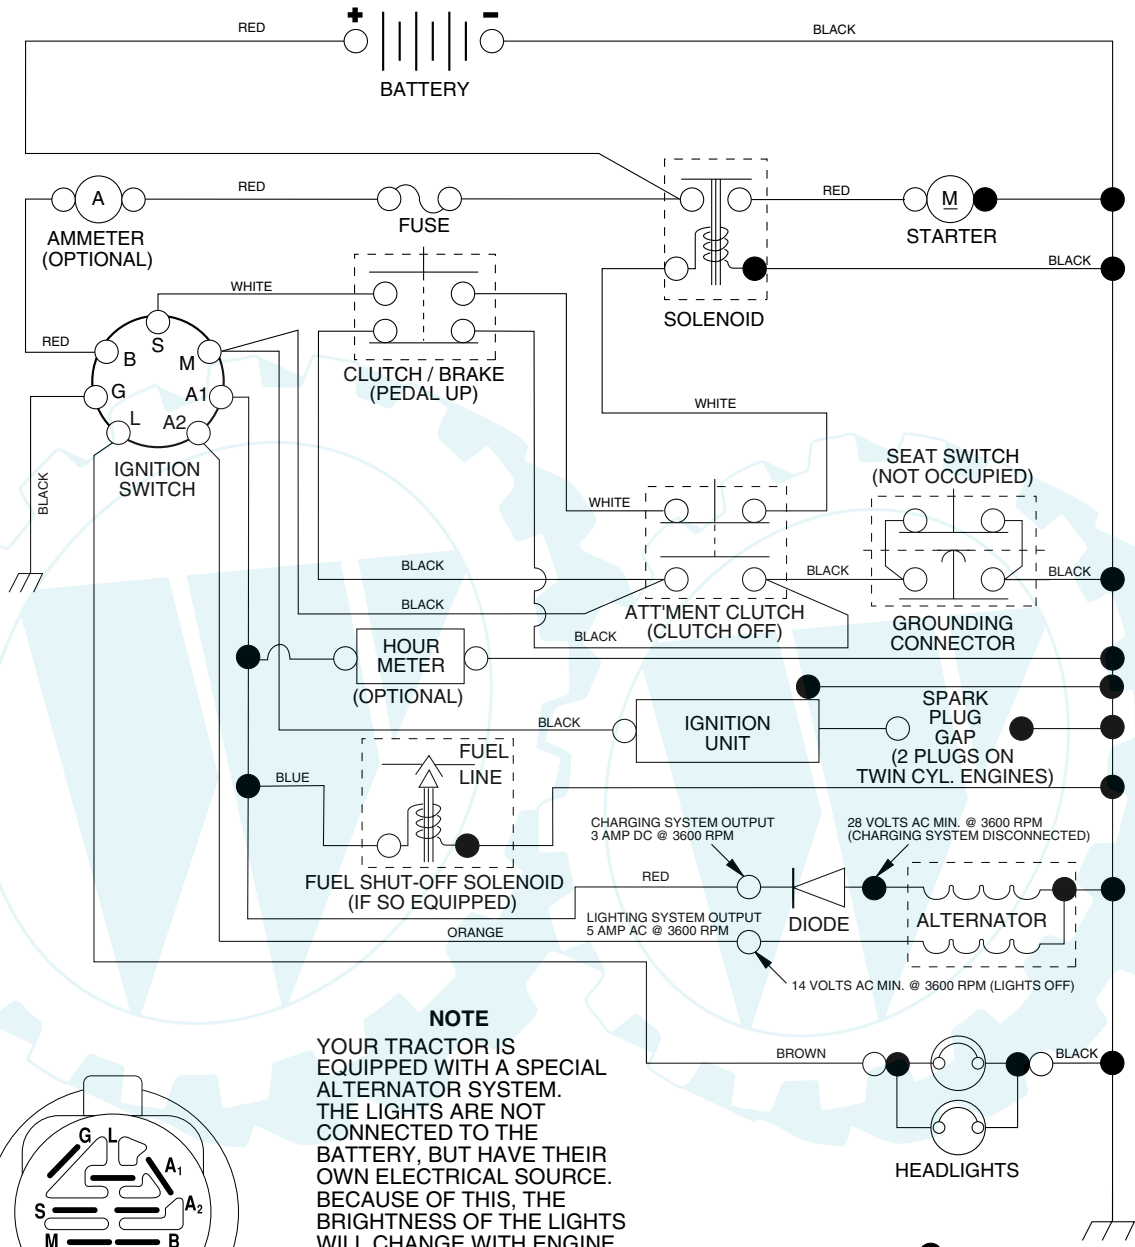 +
-
RED
BLACK
BATTERY
A
RED
RED
M
AMMETER
(OPTIONAL)
FUSE
STARTER
BLACK
WHITE
SOLENOID
RED
B
S
M
G
A1
L
A2
CLUTCH / BRAKE
(PEDAL UP)
WHITE
IGNITION
SWITCH
BLACK
SEAT SWITCH
(NOT OCCUPIED)
WHITE
BLACK
BLACK
BLACK
BLACK
ATT'MENT CLUTCH
(CLUTCH OFF)
GROUNDING
CONNECTOR
BLACK
HOUR
METER
(OPTIONAL)
BLACK
IGNITION
UNIT
SPARK
PLUG
GAP
(2 PLUGS ON
TWIN CYL. ENGINES)
FUEL
LINE
BLUE
FUEL SHUT-OFF SOLENOID
(IF SO EQUIPPED)
CHARGING SYSTEM OUTPUT
3 AMP DC @ 3600 RPM
28 VOLTS AC MIN. @ 3600 RPM
(CHARGING SYSTEM DISCONNECTED)
RED
DIODE
ALTERNATOR
LIGHTING SYSTEM OUTPUT
5 AMP AC @ 3600 RPM
ORANGE
14 VOLTS AC MIN. @ 3600 RPM (LIGHTS OFF)
BROWN
BLACK
HEADLIGHTS
NOTE
YOUR TRACTOR IS
EQUIPPED WITH A SPECIAL
ALTERNATOR SYSTEM.
THE LIGHTS ARE NOT
CONNECTED TO THE
BATTERY, BUT HAVE THEIR
OWN ELECTRICAL SOURCE.
BECAUSE OF THIS, THE
BRIGHTNESS OF THE LIGHTS
WILL CHANGE WITH ENGINE
G
L
A1
A2
S
M
B